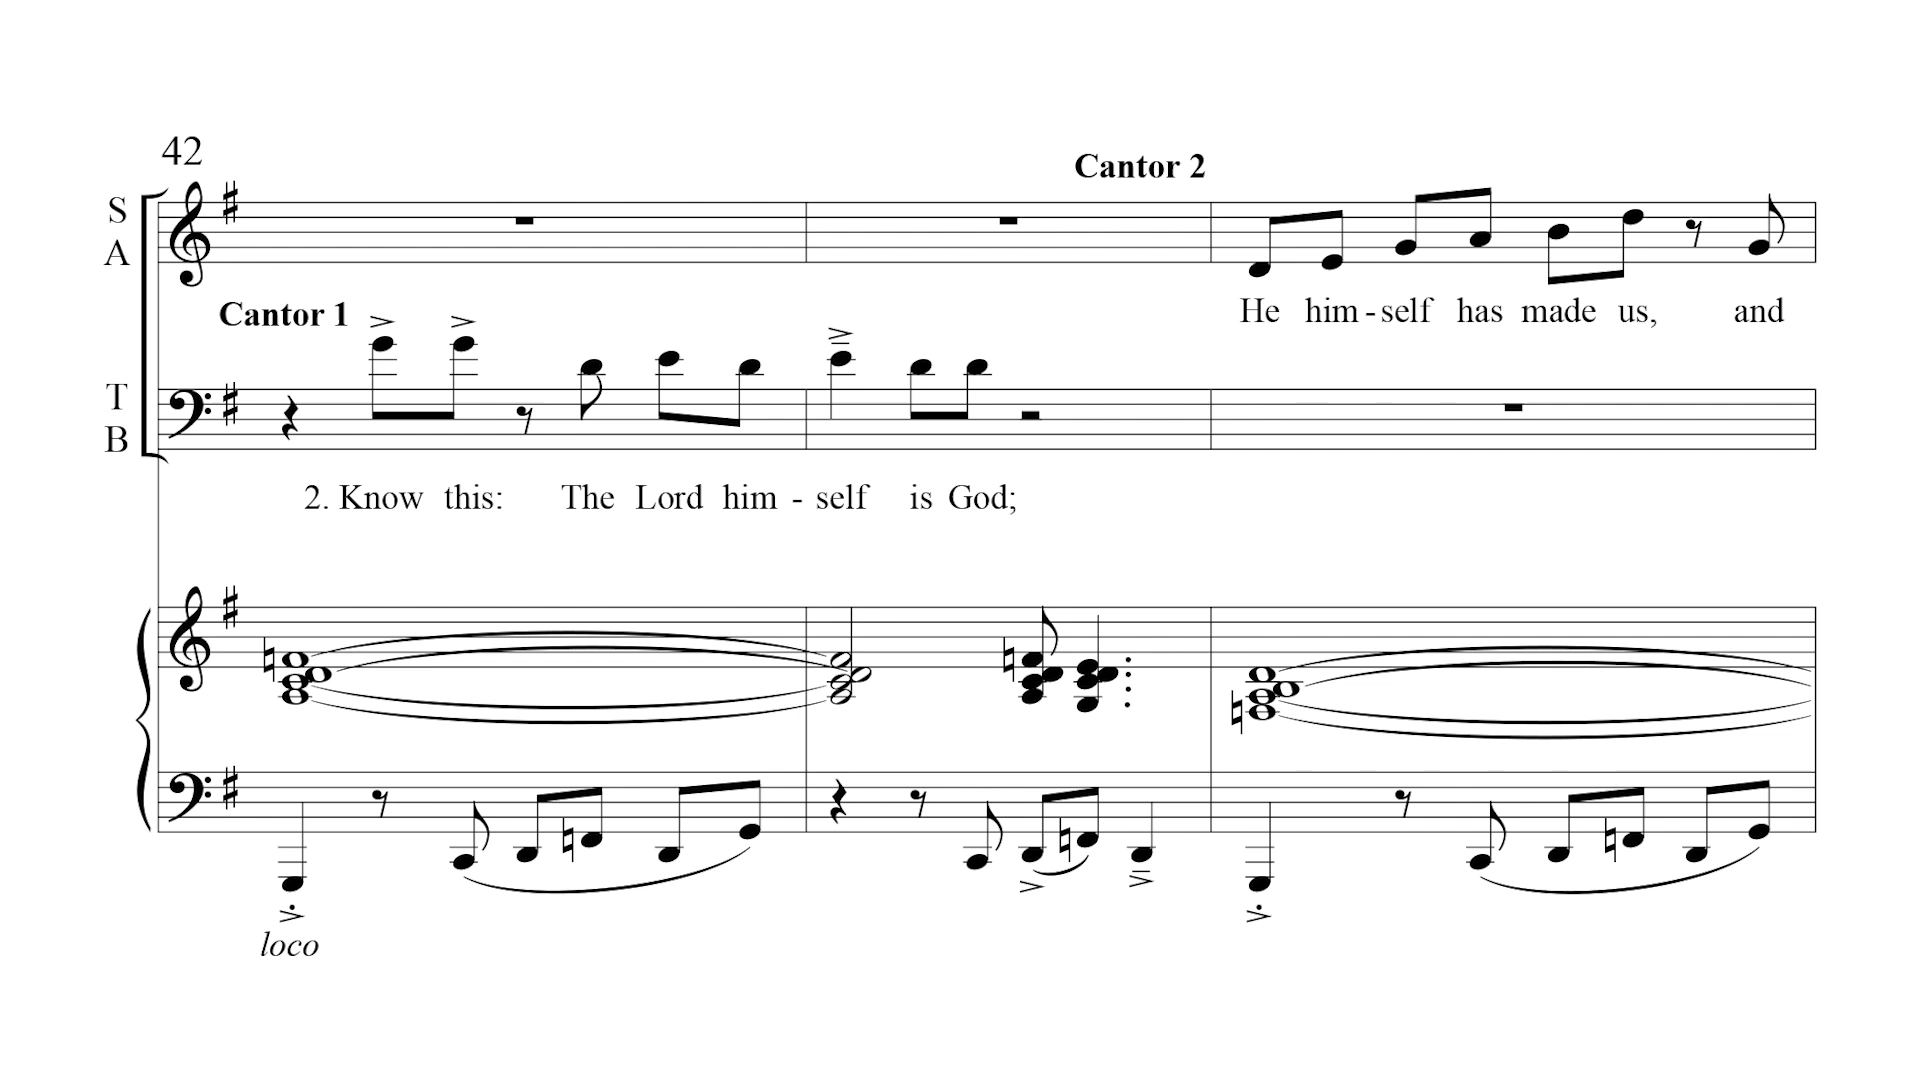 42
Cantor 2
S
A
He him - self has made us, and
Cantor 1
T
B
2. Know this: The Lord him - self is God;
loco